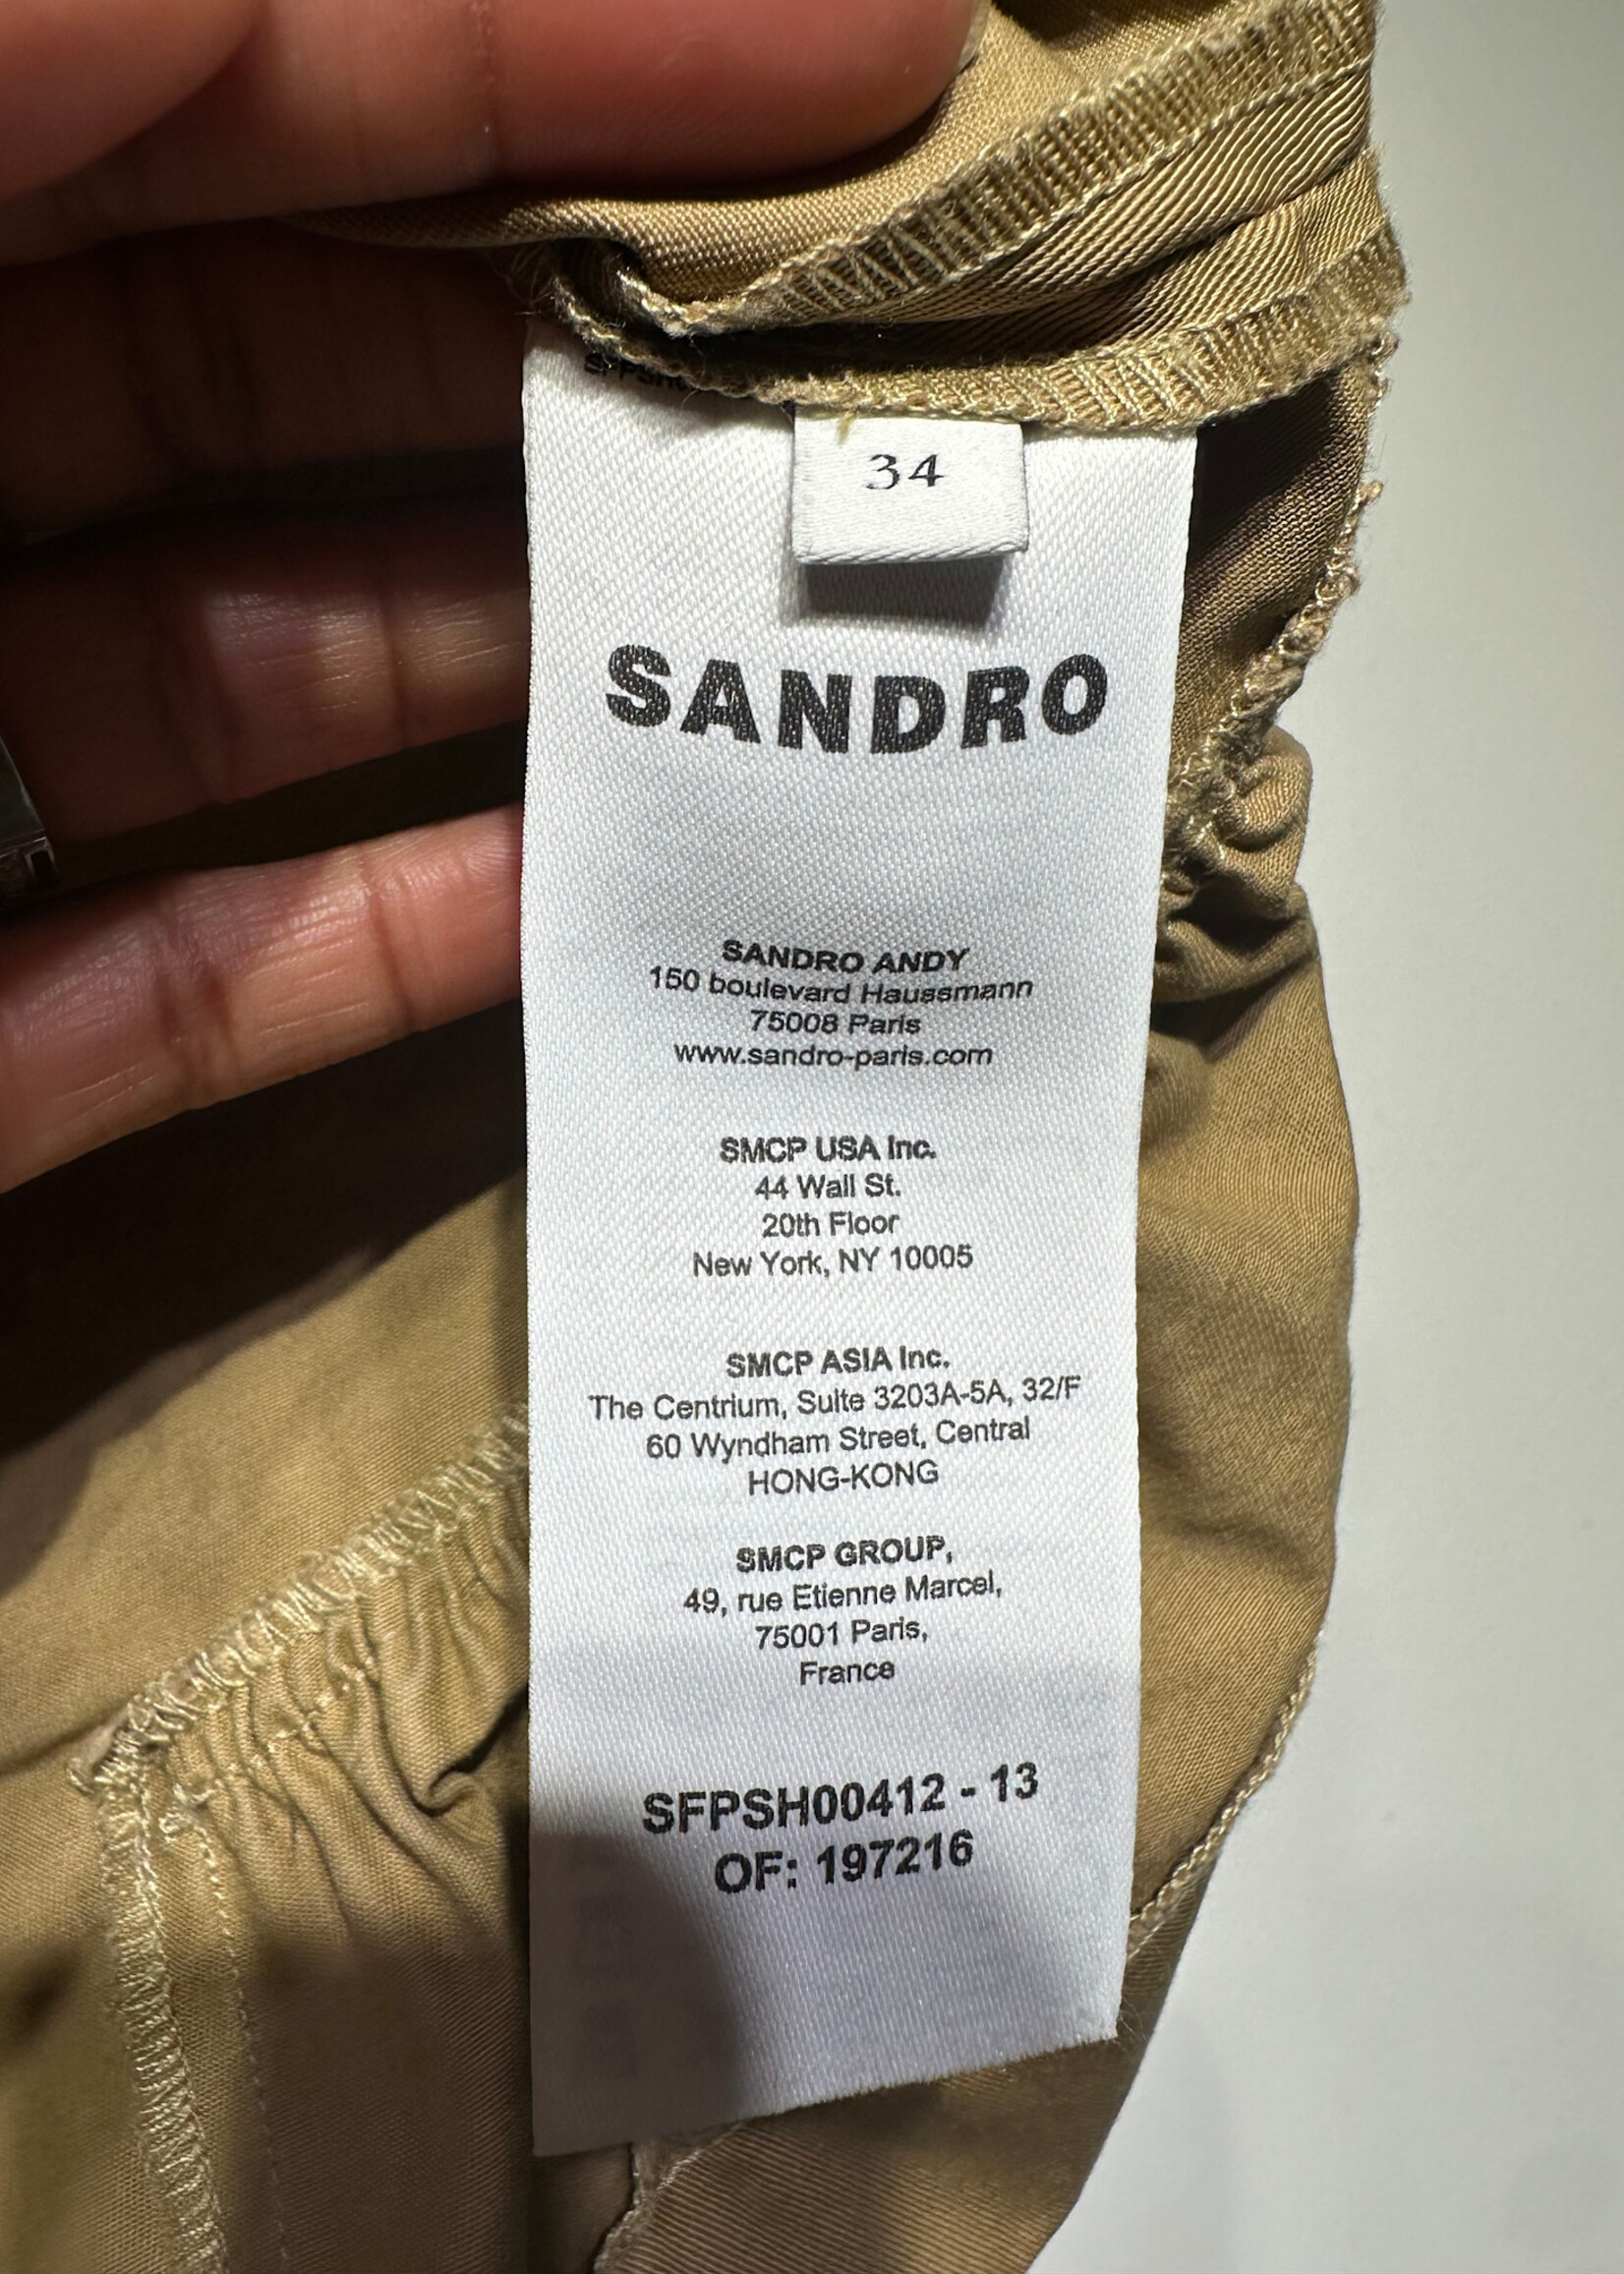 34
SANDRO
SANDRO ANDY
150 boulevard Haussmann
75008 Paris
www.sandro-paris.com
SMCP USA Inc.
44 Wall St.
20th Floor
New York, NY 10005
SMCP ASIA Inc.
The Centrium, Suite 3203A-5A, 32/F
60 Wyndham Street, Central
HONG-KONG
SMCP GROUP,
49, rue Etienne Marcel,
75001 Paris,
France
SFPSH00412 - 13
OF: 197216